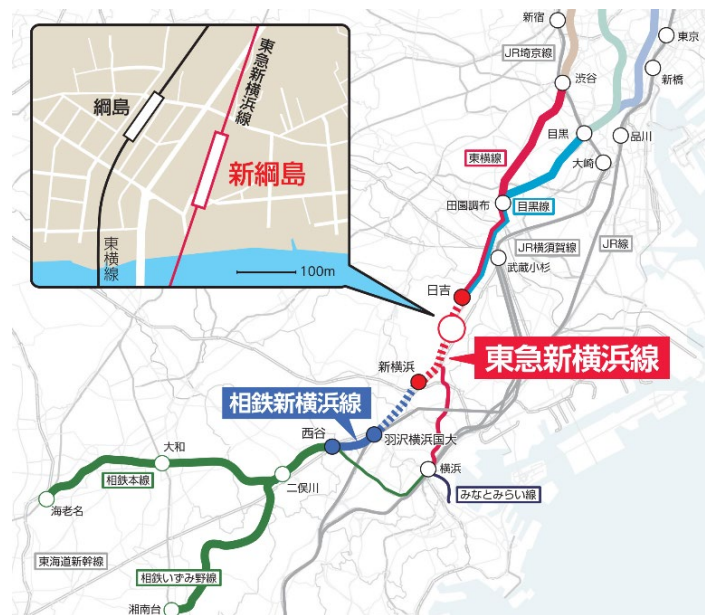 東急新横浜線
綱島
新綱島
東横線
100m
新宿
東京
JR埼京線
新橋
渋谷
目黒
品川
東横線
大崎
田園調布
目黒線
JR横須賀線
JR線
武蔵小杉
日吉
東急新横浜線
新横浜
相鉄新横浜線
西谷
羽沢横浜国大
大和
横浜
相鉄本線
二俣川
みなとみらい線
海老名
東海道新幹線
相鉄いずみ野線
湘南台